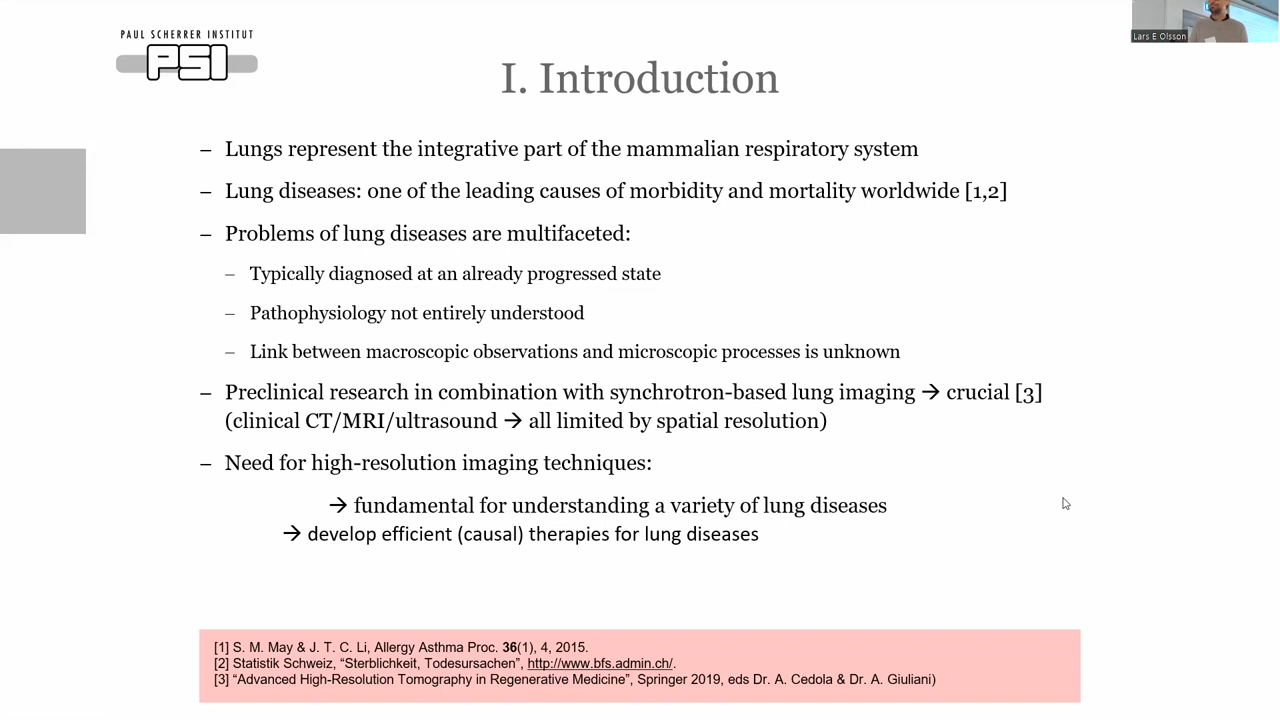 PAUL SCHERRER INSTITUT
PSI
Lars E Olsson
I. Introduction
– Lungs represent the integrative part of the mammalian respiratory system
– Lung diseases: one of the leading causes of morbidity and mortality worldwide [1,2]
– Problems of lung diseases are multifaceted:
– Typically diagnosed at an already progressed state
– Pathophysiology not entirely understood
– Link between macroscopic observations and microscopic processes is unknown
– Preclinical research in combination with synchrotron-based lung imaging → crucial [3]
(clinical CT/MRI/ultrasound → all limited by spatial resolution)
– Need for high-resolution imaging techniques:
→ fundamental for understanding a variety of lung diseases
→ develop efficient (causal) therapies for lung diseases
[1] S. M. May & J. T. C. Li, Allergy Asthma Proc. 36(1), 4, 2015.
[2] Statistik Schweiz, “Sterblichkeit, Todesursachen”, http://www.bfs.admin.ch/.
[3] “Advanced High-Resolution Tomography in Regenerative Medicine”, Springer 2019, eds Dr. A. Cedola & Dr. A. Giuliani)